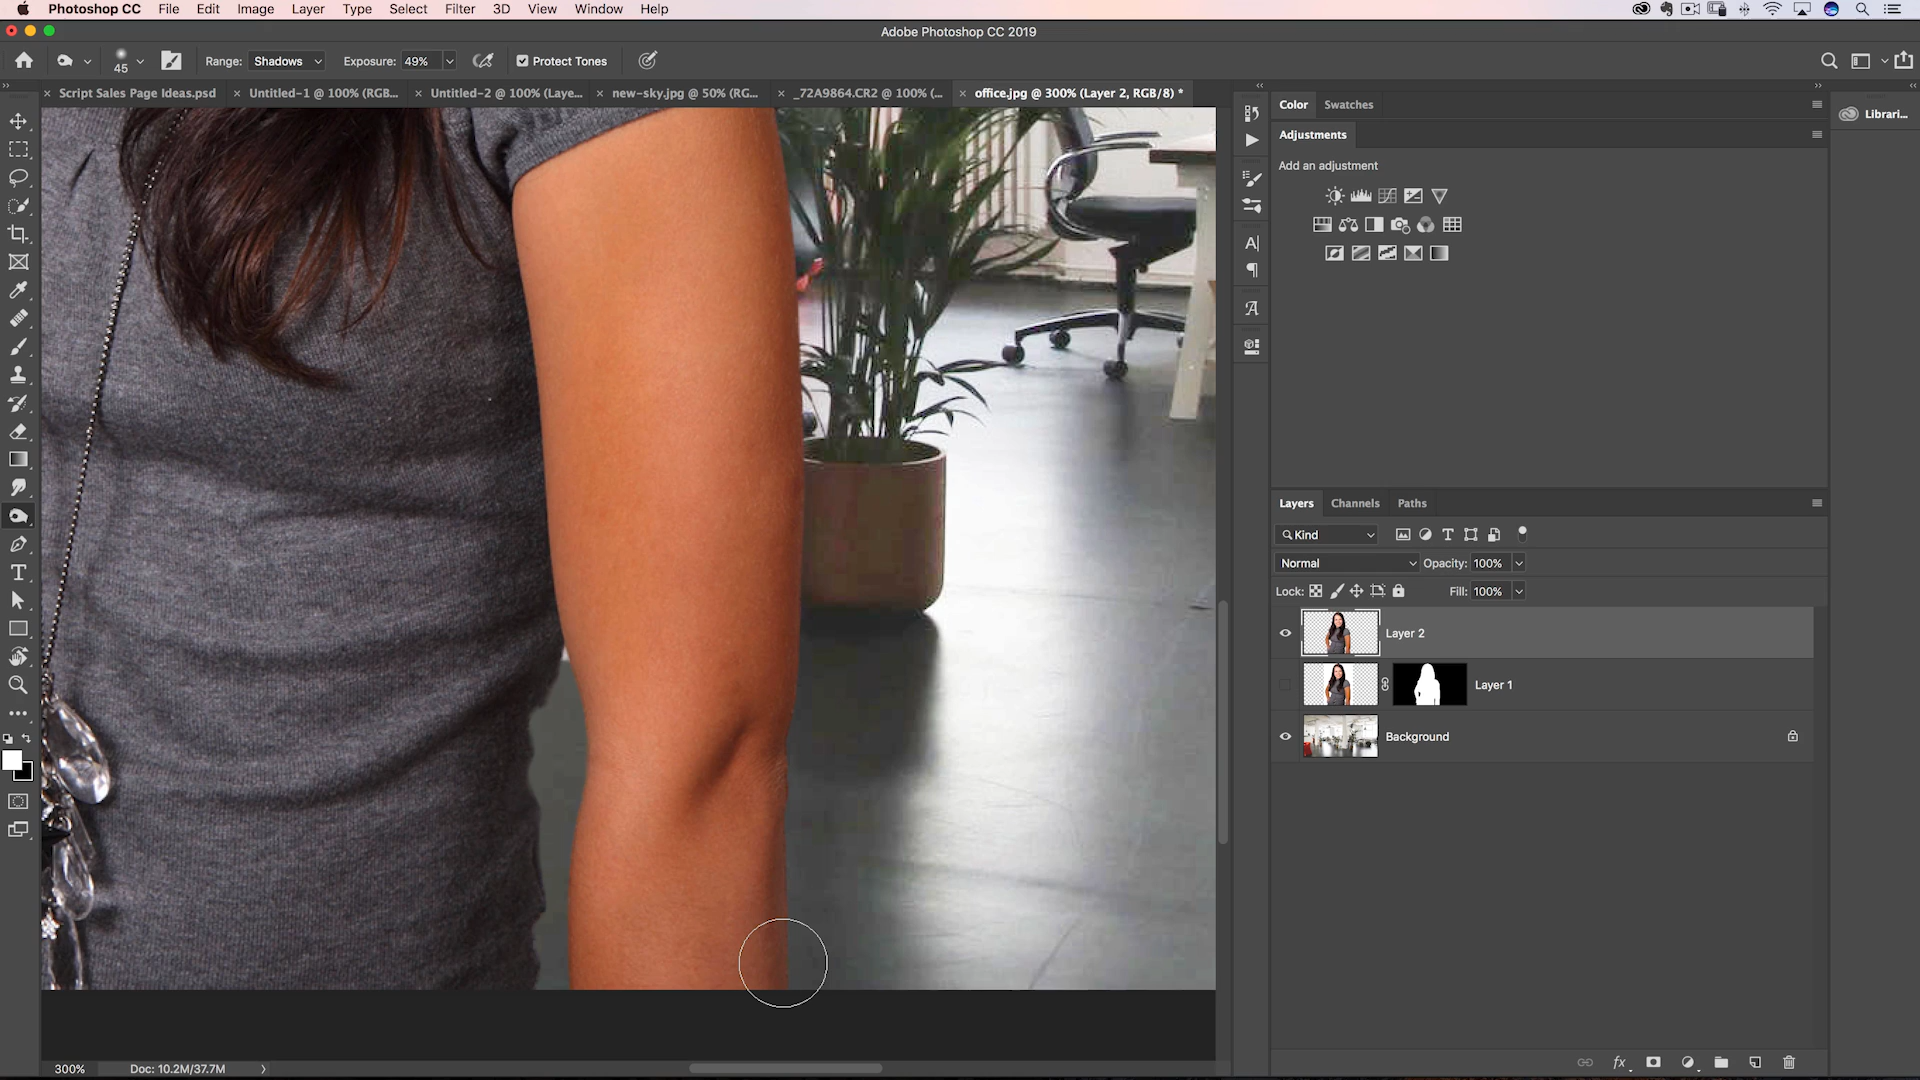 Photoshop CC File Edit Image Layer Type Select Filter 3D View Window Help
Adobe Photoshop CC 2019
45 Range: Shadows Exposure: 49% Protect Tones
Script Sales Page Ideas.psd Untitled-1 @ 100% (RGB... Untitled-2 @ 100% (Laye... new-sky.jpg @ 50% (RG... _72A9864.CR2 @ 100% (... office.jpg @ 300% (Layer 2, RGB/8) *
Color Swatches
Librari...
Adjustments
Add an adjustment
Layers Channels Paths
Kind
Normal Opacity: 100%
Lock: Fill: 100%
Layer 2
Layer 1
Background
fx
300% Doc: 10.2M/37.7M